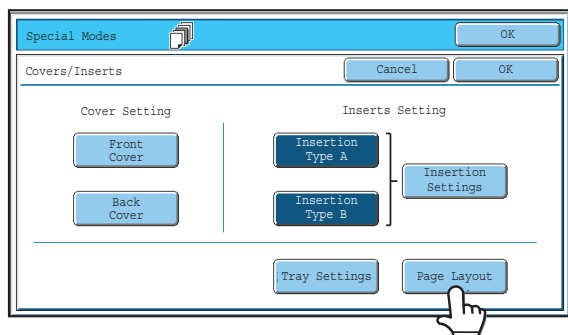 Special Modes
OK
Covers/Inserts
Cancel
OK
Cover Setting
Inserts Setting
Front
Cover
Insertion
Type A
Insertion
Settings
Back
Cover
Insertion
Type B
Tray Settings
Page Layout